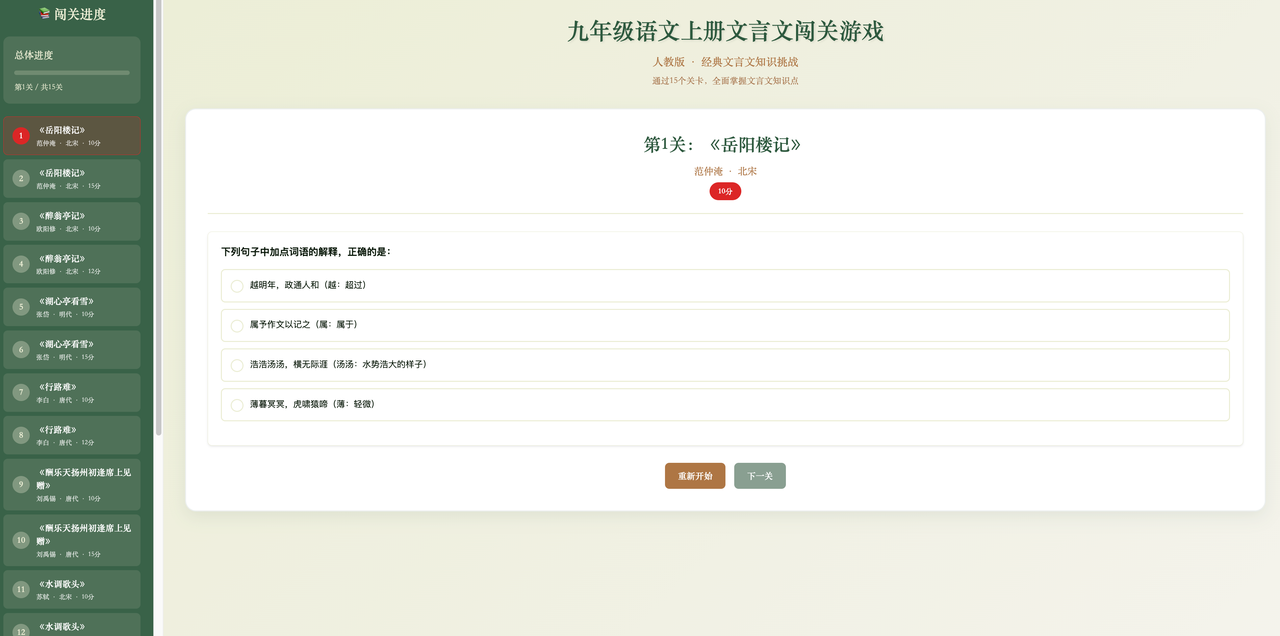 📚 闯关进度
总体进度
第1关 / 共15关
1
《岳阳楼记》
范仲淹 · 北宋 · 10分
2
《岳阳楼记》
范仲淹 · 北宋 · 15分
3
《醉翁亭记》
欧阳修 · 北宋 · 10分
4
《醉翁亭记》
欧阳修 · 北宋 · 12分
5
《湖心亭看雪》
张岱 · 明代 · 10分
6
《湖心亭看雪》
张岱 · 明代 · 15分
7
《行路难》
李白 · 唐代 · 10分
8
《行路难》
李白 · 唐代 · 12分
9
《酬乐天扬州初逢席上见
赠》
刘禹锡 · 唐代 · 10分
10
《酬乐天扬州初逢席上见
赠》
刘禹锡 · 唐代 · 15分
11
《水调歌头》
苏轼 · 北宋 · 10分
12
《水调歌头》
九年级语文上册文言文闯关游戏
人教版 · 经典文言文知识挑战
通过15个关卡，全面掌握文言文知识点
第1关：《岳阳楼记》
范仲淹 · 北宋
10分
下列句子中加点词语的解释，正确的是：
越明年，政通人和（越：超过）
属予作文以记之（属：属于）
浩浩汤汤，横无际涯（汤汤：水势浩大的样子）
薄暮冥冥，虎啸猿啼（薄：轻微）
重新开始
下一关